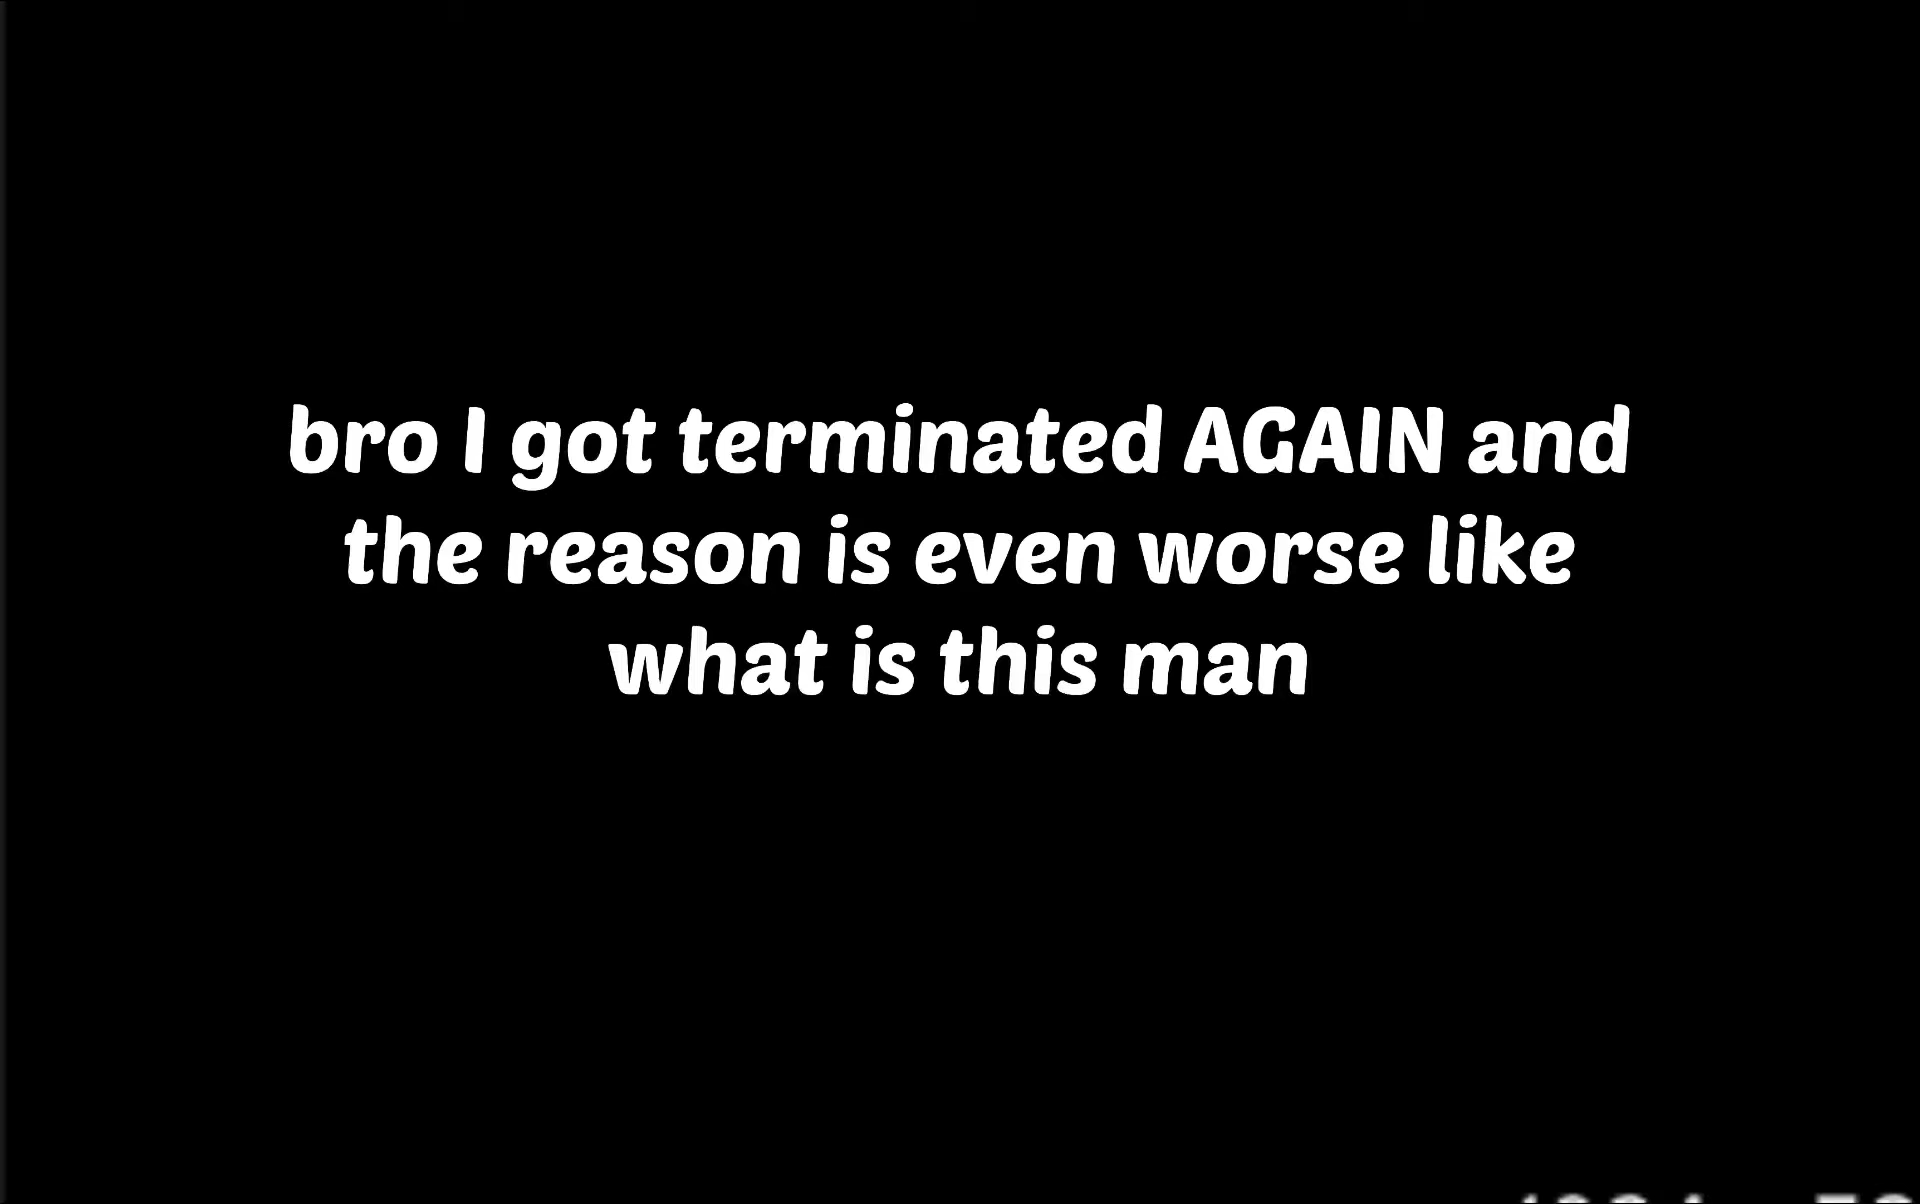 bro I got terminated AGAIN and
the reason is even worse like
what is this man